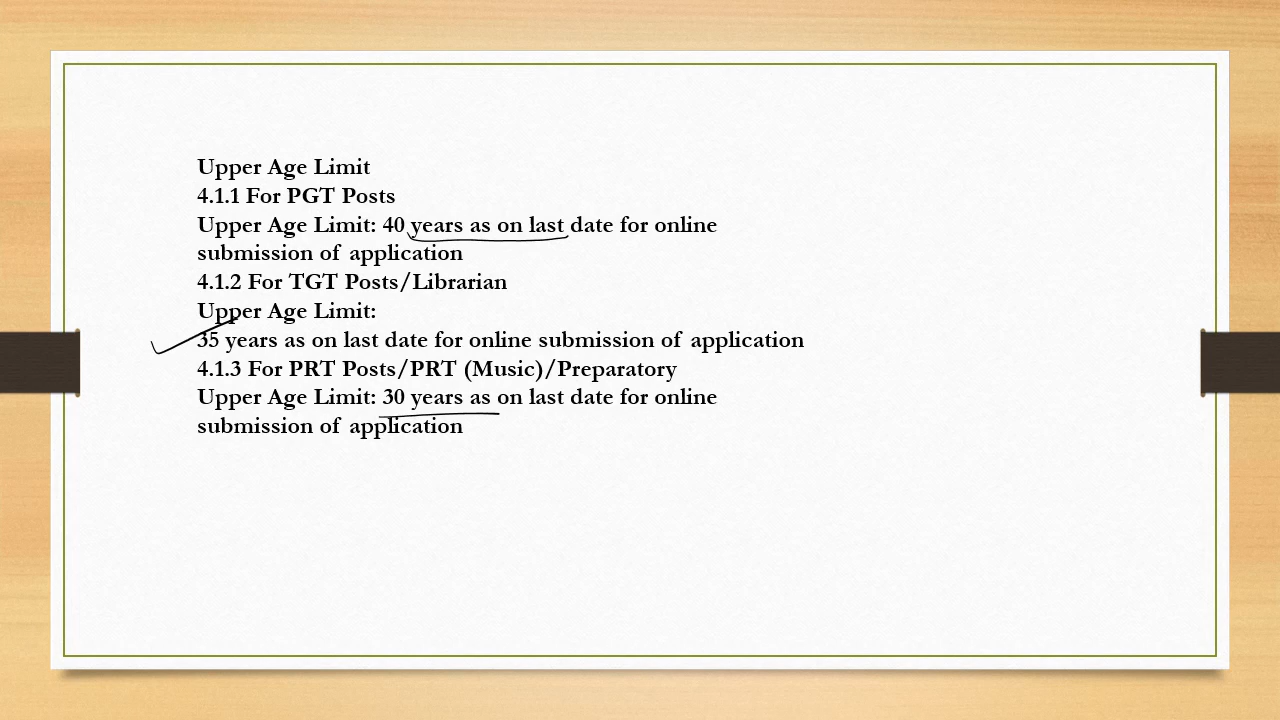 Upper Age Limit
4.1.1 For PGT Posts
Upper Age Limit: 40 years as on last date for online
submission of application
4.1.2 For TGT Posts/Librarian
Upper Age Limit:
35 years as on last date for online submission of application
4.1.3 For PRT Posts/PRT (Music)/Preparatory
Upper Age Limit: 30 years as on last date for online
submission of application